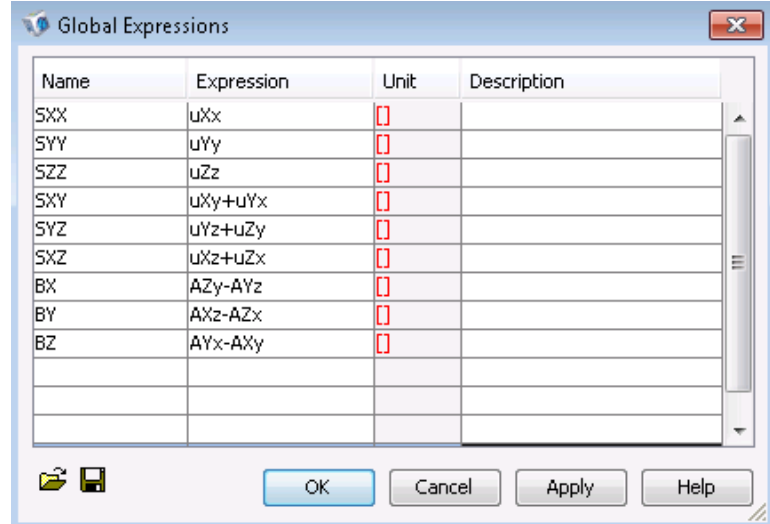 Global Expressions
Name Expression Unit Description
SXX uXx []
SYY uYy []
SZZ uZz []
SXY uXy+uYx []
SYZ uYz+uZy []
SXZ uXz+uZx []
BX AZy-AYz []
BY AXz-AZx []
BZ AYx-AXy []
OK Cancel Apply Help